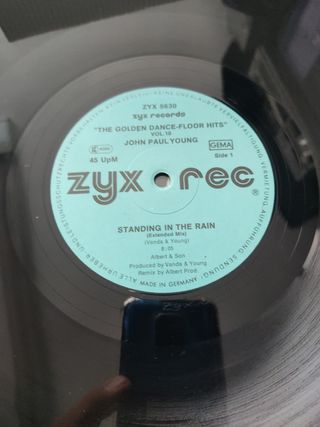 ZYX 5630
zyx records
"THE GOLDEN DANCE-FLOOR HITS"
VOL. 18
JOHN PAUL YOUNG
GEMA
45 UpM
Side 1
zyx rec ®
STANDING IN THE RAIN
(Extended Mix)
(Vanda & Young)
8:05
Albert & Son
Produced by Vanda & Young
Remix by Albert Prod.
MADE IN GERMANY